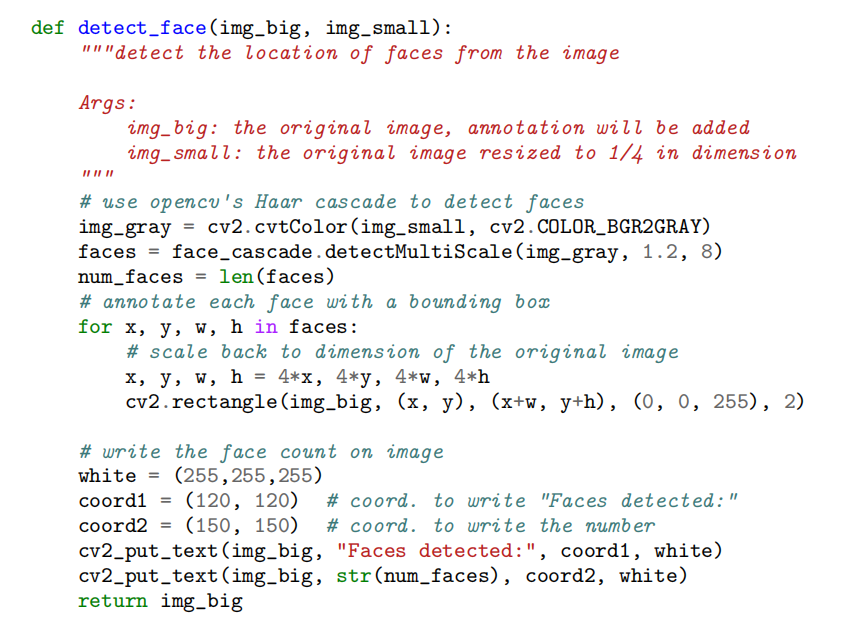 def detect_face(img_big, img_small):
    """detect the location of faces from the image

    Args:
        img_big: the original image, annotation will be added
        img_small: the original image resized to 1/4 in dimension
    """
    # use opencv's Haar cascade to detect faces
    img_gray = cv2.cvtColor(img_small, cv2.COLOR_BGR2GRAY)
    faces = face_cascade.detectMultiScale(img_gray, 1.2, 8)
    num_faces = len(faces)
    # annotate each face with a bounding box
    for x, y, w, h in faces:
        # scale back to dimension of the original image
        x, y, w, h = 4*x, 4*y, 4*w, 4*h
        cv2.rectangle(img_big, (x, y), (x+w, y+h), (0, 0, 255), 2)

    # write the face count on image
    white = (255,255,255)
    coord1 = (120, 120)  # coord. to write "Faces detected:"
    coord2 = (150, 150)  # coord. to write the number
    cv2_put_text(img_big, "Faces detected:", coord1, white)
    cv2_put_text(img_big, str(num_faces), coord2, white)
    return img_big